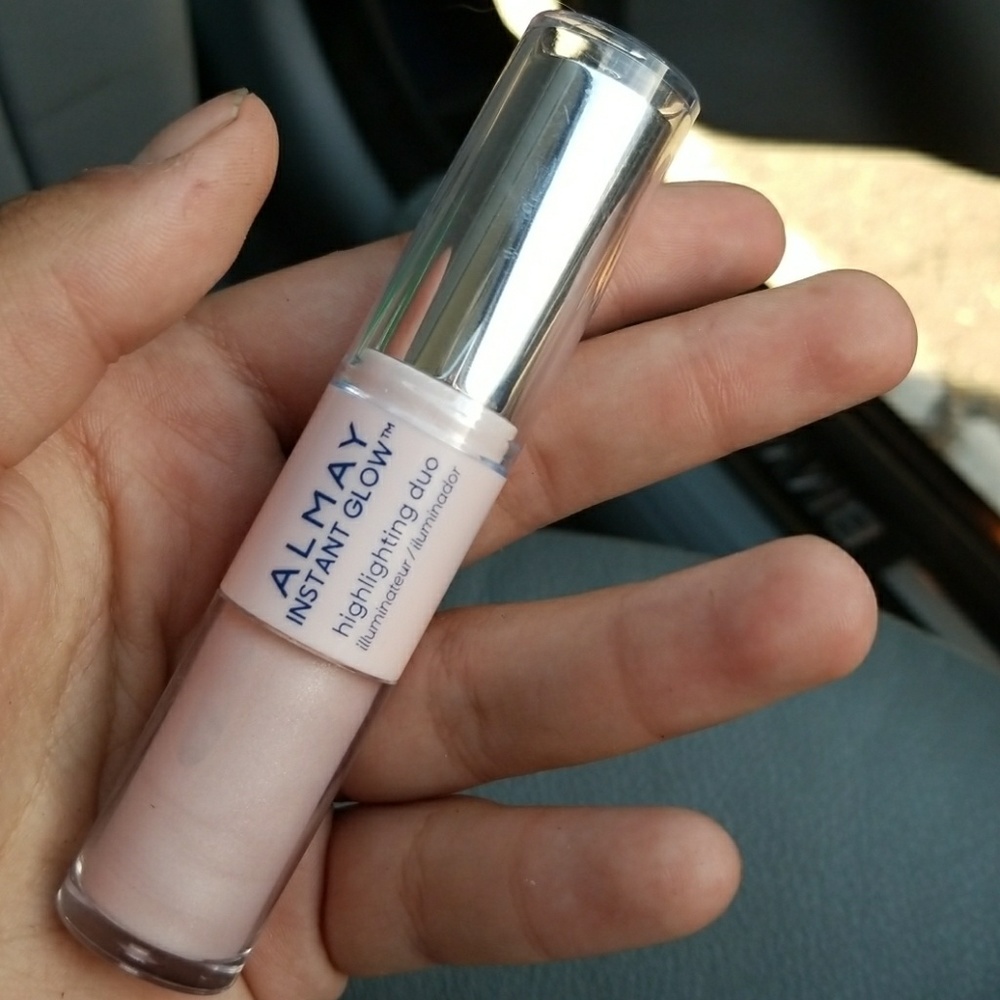 ALMAY
INSTANT GLOW™
highlighting duo
illuminateur/iluminador